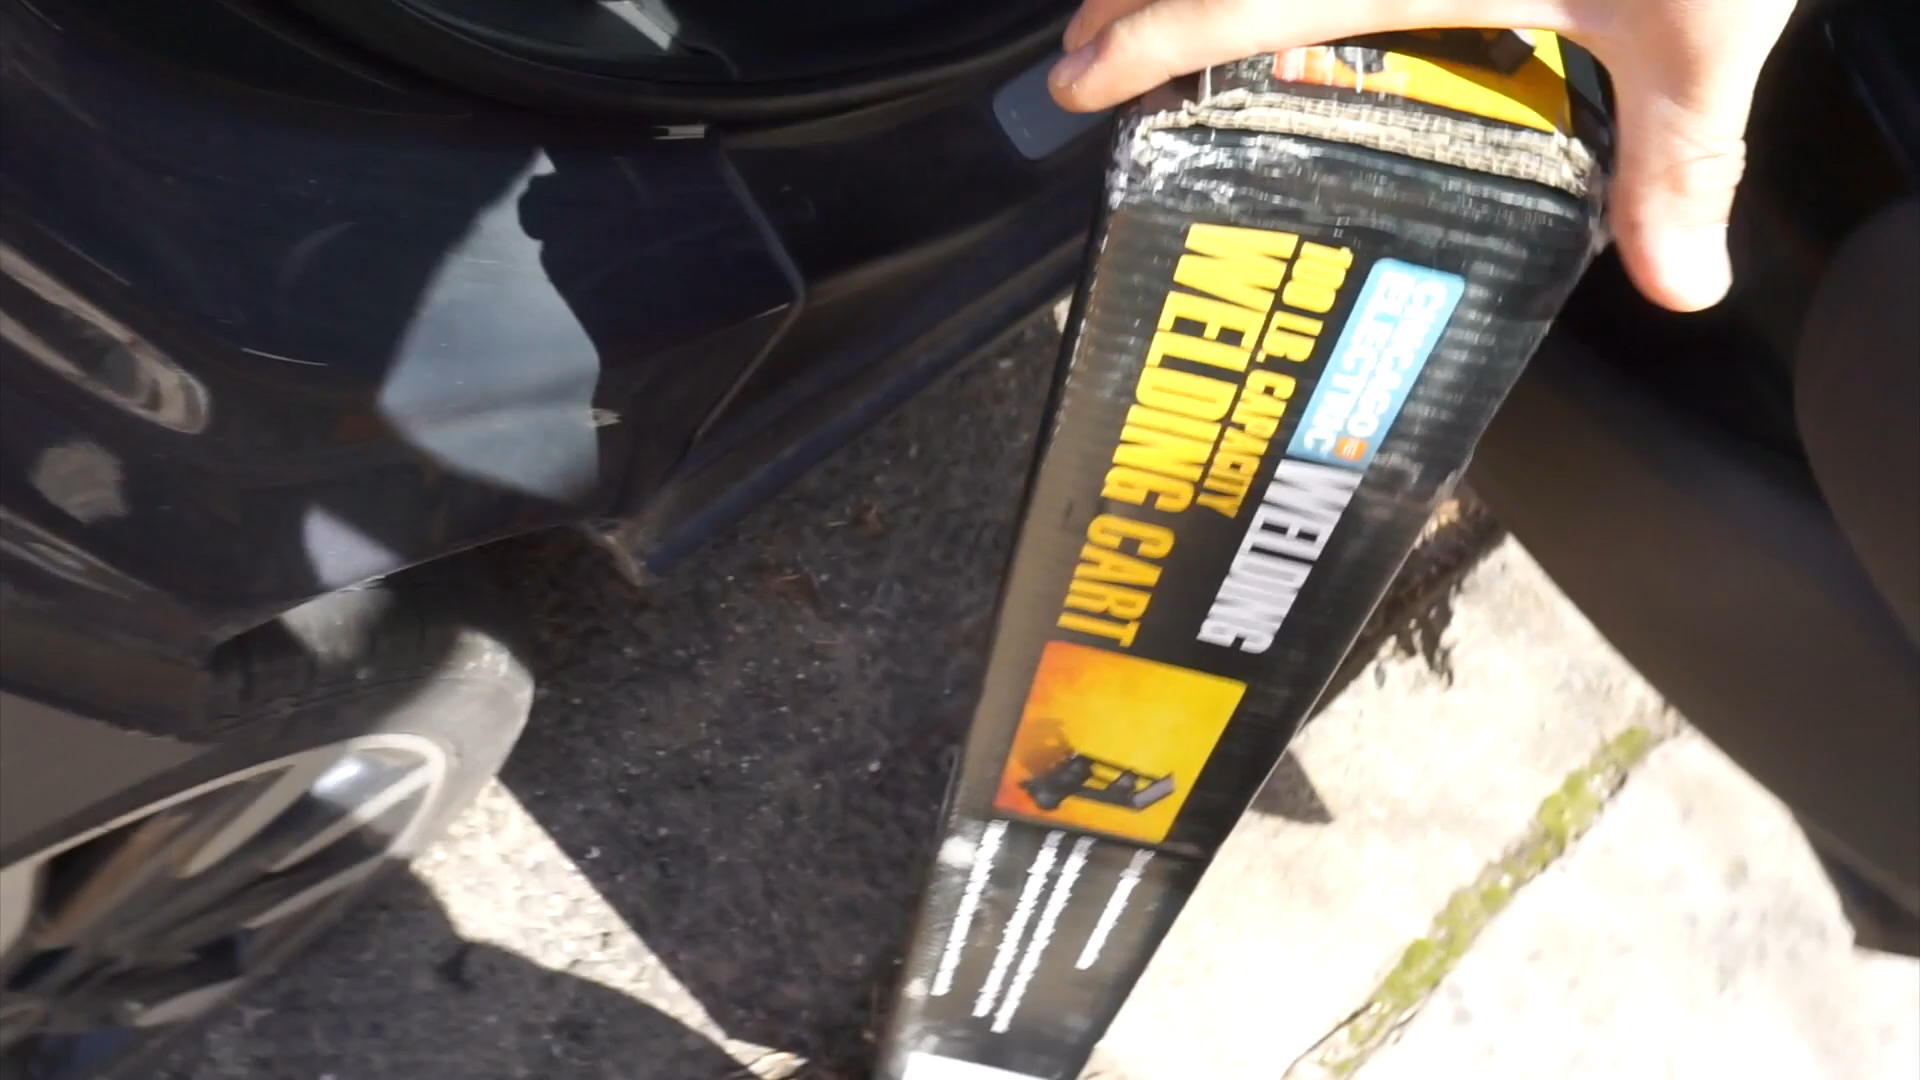 CHICAGO
ELECTRIC
WELDING
100 LB. CAPACITY
WELDING CART